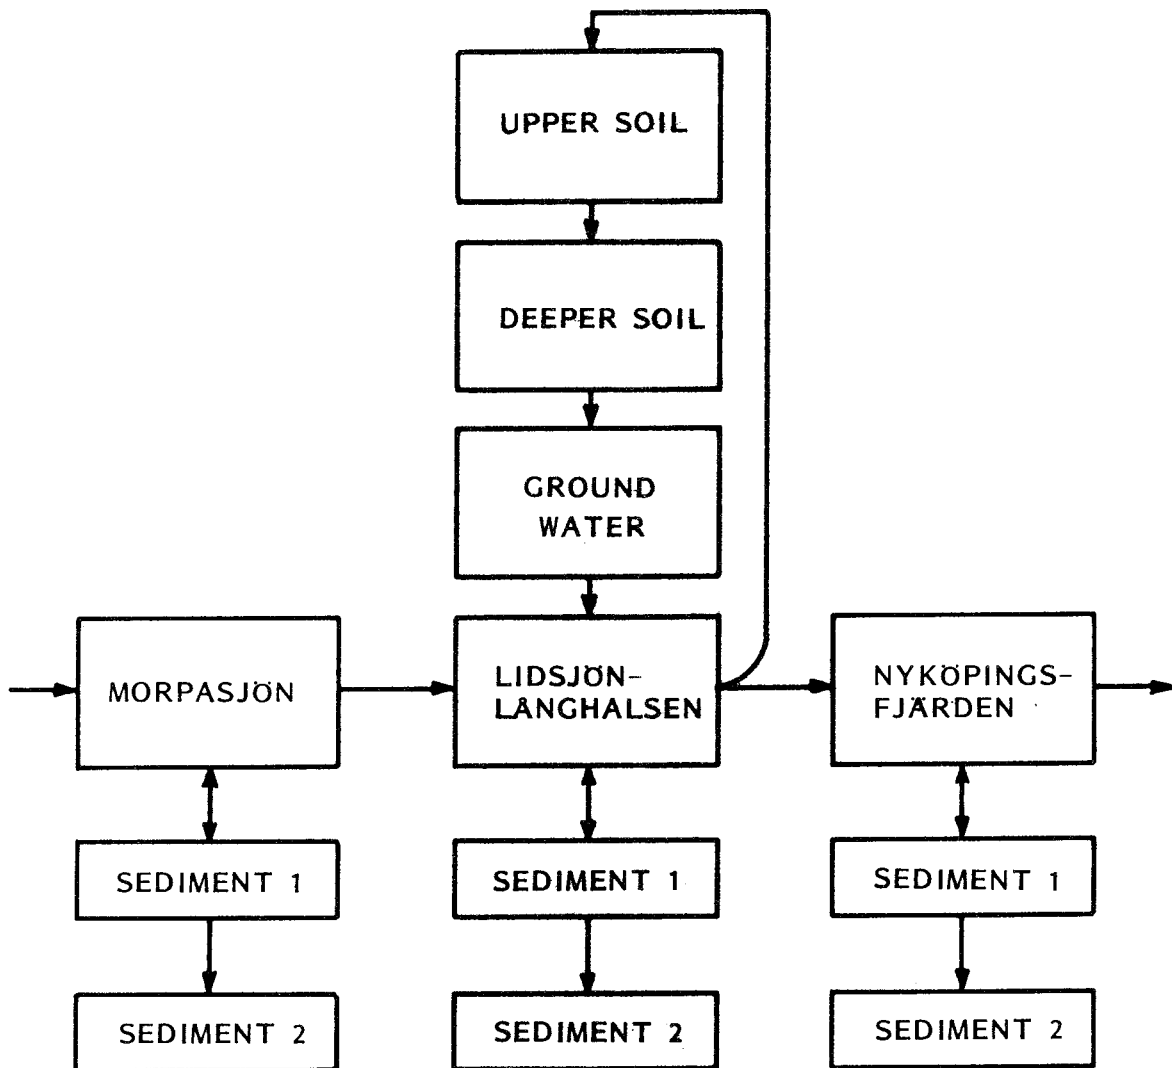 UPPER SOIL
DEEPER SOIL
GROUND
WATER
MORPASJÖN
LIDSJÖN-
LÅNGHALSEN
NYKÖPINGS-
FJÄRDEN
SEDIMENT 1
SEDIMENT 1
SEDIMENT 1
SEDIMENT 2
SEDIMENT 2
SEDIMENT 2